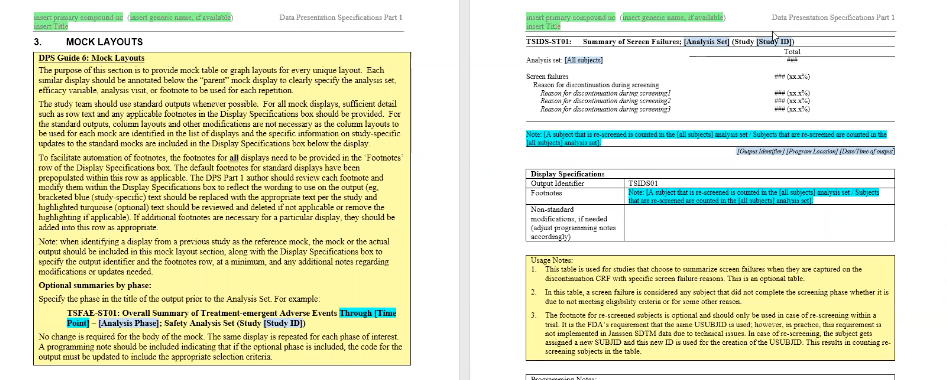 insert primary compound no (insert generic name, if available) Data Presentation Specifications Part 1
insert Title
3. MOCK LAYOUTS
DPS Guide 6: Mock Layouts
The purpose of this section is to provide mock table or graph layouts for every unique layout. Each
similar display should be annotated below the "parent" mock display to clearly specify the analysis set,
efficacy variable, analysis visit, or footnote to be used for each repetition.
The study team should use standard outputs whenever possible. For all mock displays, sufficient detail
such as row text and any applicable footnotes in the Display Specifications box should be provided. For
the standard outputs, column layouts and other modifications are not necessary as the column layouts to
be used for each mock are identified in the list of displays and the specific information on study-specific
updates to the standard mocks are included in the Display Specifications box below the display.
To facilitate automation of footnotes, the footnotes for all displays need to be provided in the 'Footnotes'
row of the Display Specifications Box. The default footnotes for standard displays have been
prepopulated within this row as applicable. The DPS Part 1 author should review each footnote and
modify them within the Display Specifications box to reflect the wording to use on the output (eg,
bracketed blue (study-specific) text should be replaced with the appropriate text per the study and
highlighted turquoise (optional) text should be reviewed and deleted if not applicable or remove the
highlighting if applicable). If additional footnotes are necessary for a particular display, they should be
added into this row as appropriate.
Note: when identifying a display from a previous study as the reference mock, the mock or the actual
output should be included in this mock layout section, along with the Display Specifications box to
specify the output identifier and the footnotes row, at a minimum, and any additional notes regarding
modifications or updates needed.
Optional summaries by phase:
Specify the phase in the title of the output prior to the Analysis Set. For example:
TSFAE-ST01: Overall Summary of Treatment-emergent Adverse Events Through [Time
Point] – [Analysis Phase]; Safety Analysis Set (Study [Study ID])
No change is required for the body of the mock. The same display is repeated for each phase of interest.
A programming note should be included indicating that if the optional phase is included, the code for the
output must be updated to include the appropriate selection criteria.
insert primary compound no (insert generic name, if available) Data Presentation Specifications Part 1
insert Title
TSIDS-ST01: Summary of Screen Failures; [Analysis Set] (Study [Study ID])
Total
Analysis set: [All subjects] ###
Screen failures ### (xx.x%)
Reason for discontinuation during screening
Reason for discontinuation during screening1 ### (xx.x%)
Reason for discontinuation during screening2 ### (xx.x%)
Reason for discontinuation during screening3 ### (xx.x%)
Note: [A subject that is re-screened is counted in the [all subjects] analysis set / Subjects that are re-screened are counted in the
[all subjects] analysis set].
[Output Identifier] [Program Location] [Date/Time of output]
Display Specifications
Output Identifier TSIDS01
Footnotes Note: [A subject that is re-screened is counted in the [all subjects] analysis set / Subjects
that are re-screened are counted in the [all subjects] analysis set].
Non-standard
modifications, if needed
(adjust programming notes
accordingly)
Usage Notes:
1. This table is used for studies that choose to summarize screen failures when they are captured on the
discontinuation CRF with specific screen failure reasons. This is an optional table.
2. In this table, a screen failure is considered any subject that did not complete the screening phase whether it is
due to not meeting eligibility criteria or for some other reason.
3. The footnote for re-screened subjects is optional and should only be used in case of re-screening within a
trial. It is the FDA's requirement that the same USUBJID is used; however, in practice, this requirement is
not implemented in Janssen SDTM data due to technical issues. In case of re-screening, the subject gets
assigned a new SUBJID and this new ID is used for the creation of the USUBJID. This results in counting re-
screening subjects in the table.
Programming Notes: